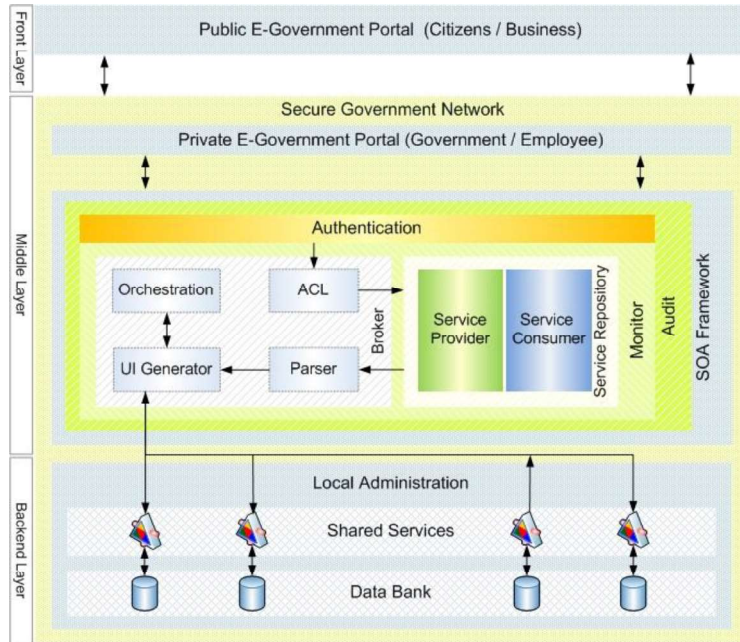 Front Layer
Public E-Government Portal (Citizens / Business)
Middle Layer
Secure Government Network
Private E-Government Portal (Government / Employee)
SOA Framework
Audit
Monitor
Authentication
Orchestration
ACL
Broker
UI Generator
Parser
Service
Provider
Service
Consumer
Service Repository
Backend Layer
Local Administration
Shared Services
Data Bank